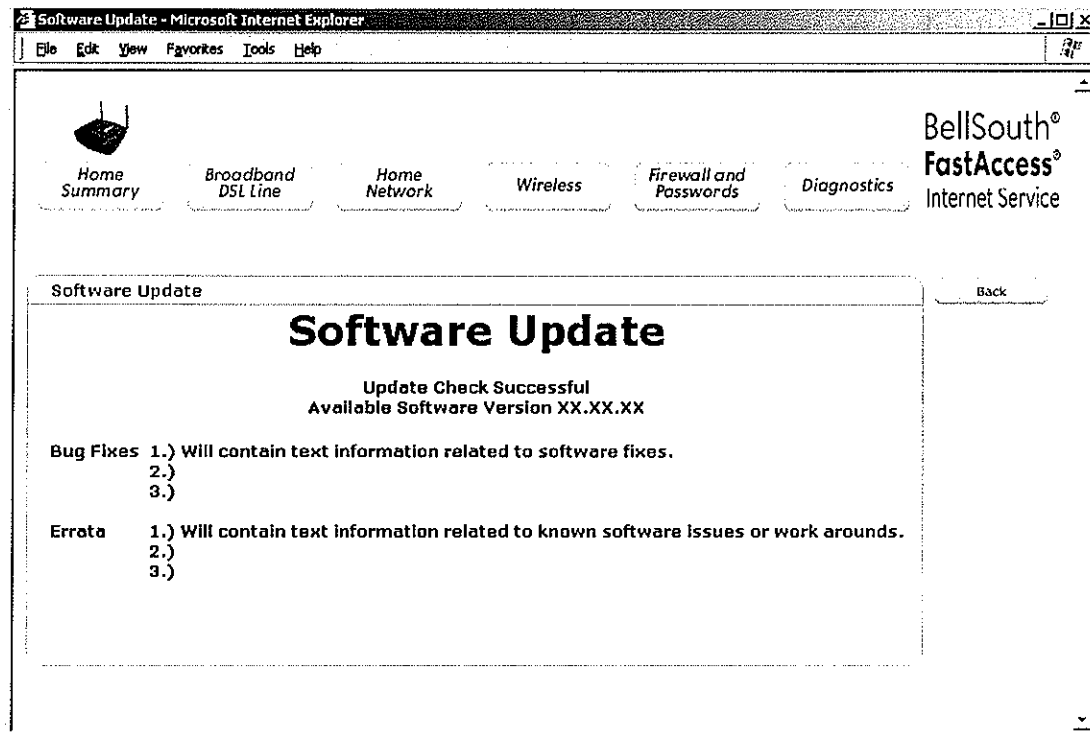 Software Update - Microsoft Internet Explorer
File Edit View Favorites Tools Help
Home Summary
Broadband DSL Line
Home Network
Wireless
Firewall and Passwords
Diagnostics
BellSouth®
FastAccess®
Internet Service
Software Update
Back
Software Update
Update Check Successful
Available Software Version XX.XX.XX
Bug Fixes 1.) Will contain text information related to software fixes.
2.)
3.)
Errata 1.) Will contain text information related to known software issues or work arounds.
2.)
3.)